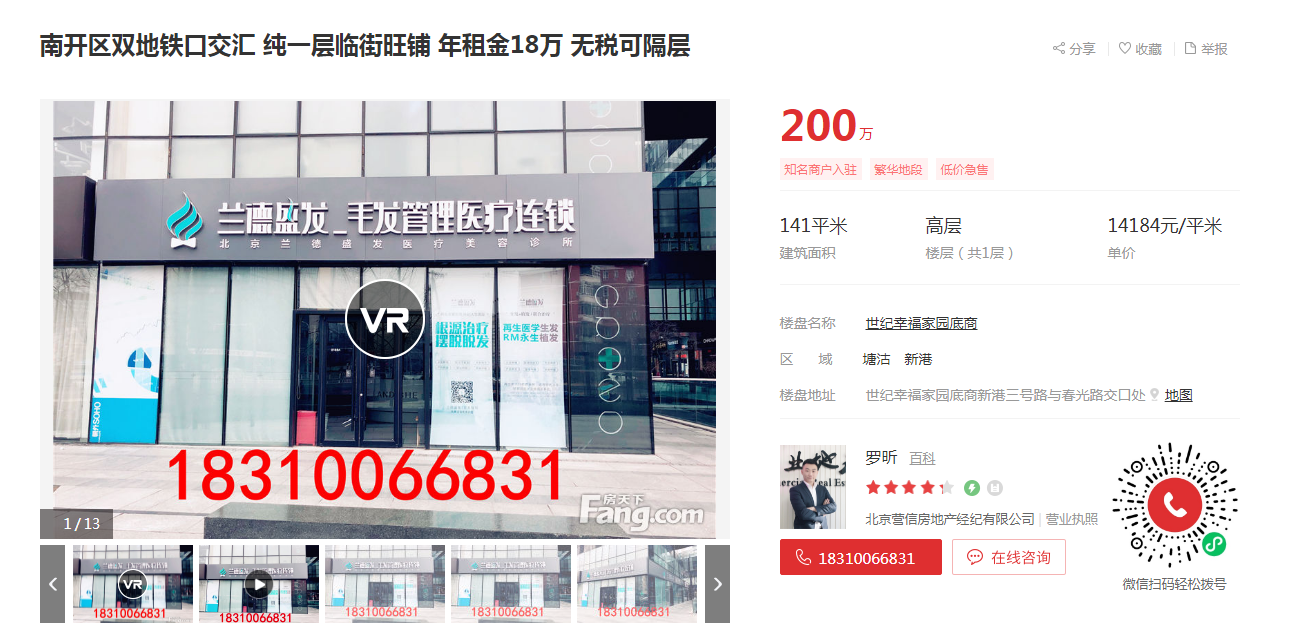 南开区双地铁口交汇 纯一层临街旺铺 年租金18万 无税可隔层
分享
收藏
举报
兰德盛发_毛发管理医疗连锁
北京兰德盛发医疗美容诊所
兰德盛发
兰德盛发
根源治疗
摆脱脱发
再生医学生发
RM永生植发
VR
SOHO
18310066831
房天下
Fang.com
1 / 13
VR
18310066831
18310066831
18310066831
18310066831
18310066831
200万
知名商户入驻
繁华地段
低价急售
141平米
建筑面积
高层
楼层（共1层）
14184元/平米
单价
楼盘名称 世纪幸福家园底商
区 域 塘沽 新港
楼盘地址 世纪幸福家园底商新港三号路与春光路交口处 地图
罗昕 百科
北京营信房地产经纪有限公司 | 营业执照
18310066831
在线咨询
微信扫码轻松拨号